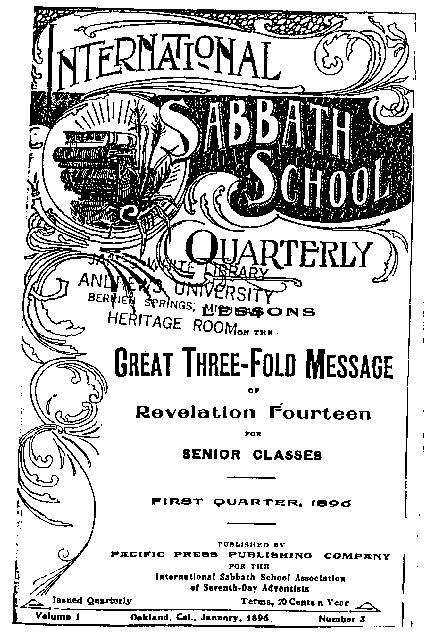 INTERNATIONAL
SABBATH
SCHOOL
QUARTERLY
JAMES WHITE LIBRARY
ANDREWS UNIVERSITY
BERRIEN SPRINGS,
LESSONS
HERITAGE ROOM
ON THE
GREAT THREE-FOLD MESSAGE
OF
Revelation Fourteen
FOR
SENIOR CLASSES
FIRST QUARTER, 1896
PUBLISHED BY
PACIFIC PRESS PUBLISHING COMPANY
FOR THE
International Sabbath School Association
of Seventh-Day Adventists
Issued Quarterly Terms, 20 Cents a Year
Volume 1 Oakland, Cal., January, 1896. Number 3